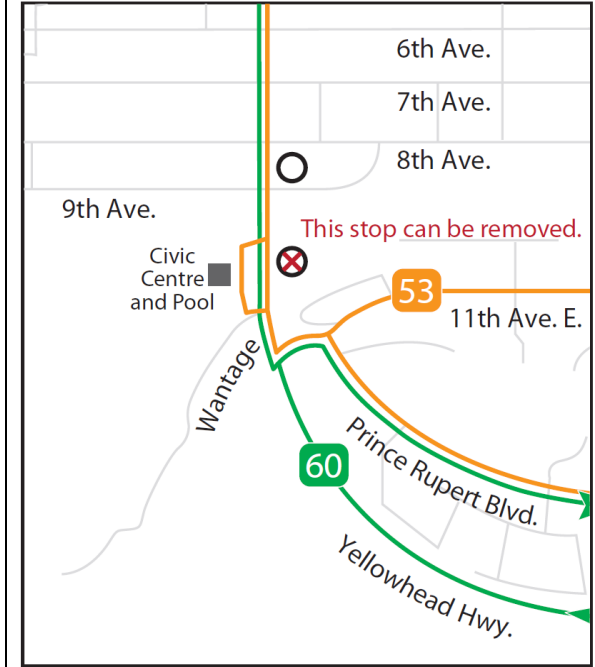 6th Ave.
7th Ave.
8th Ave.
9th Ave.
This stop can be removed.
Civic
Centre
and Pool
53
11th Ave. E.
Wantage
60
Prince Rupert Blvd.
Yellowhead Hwy.